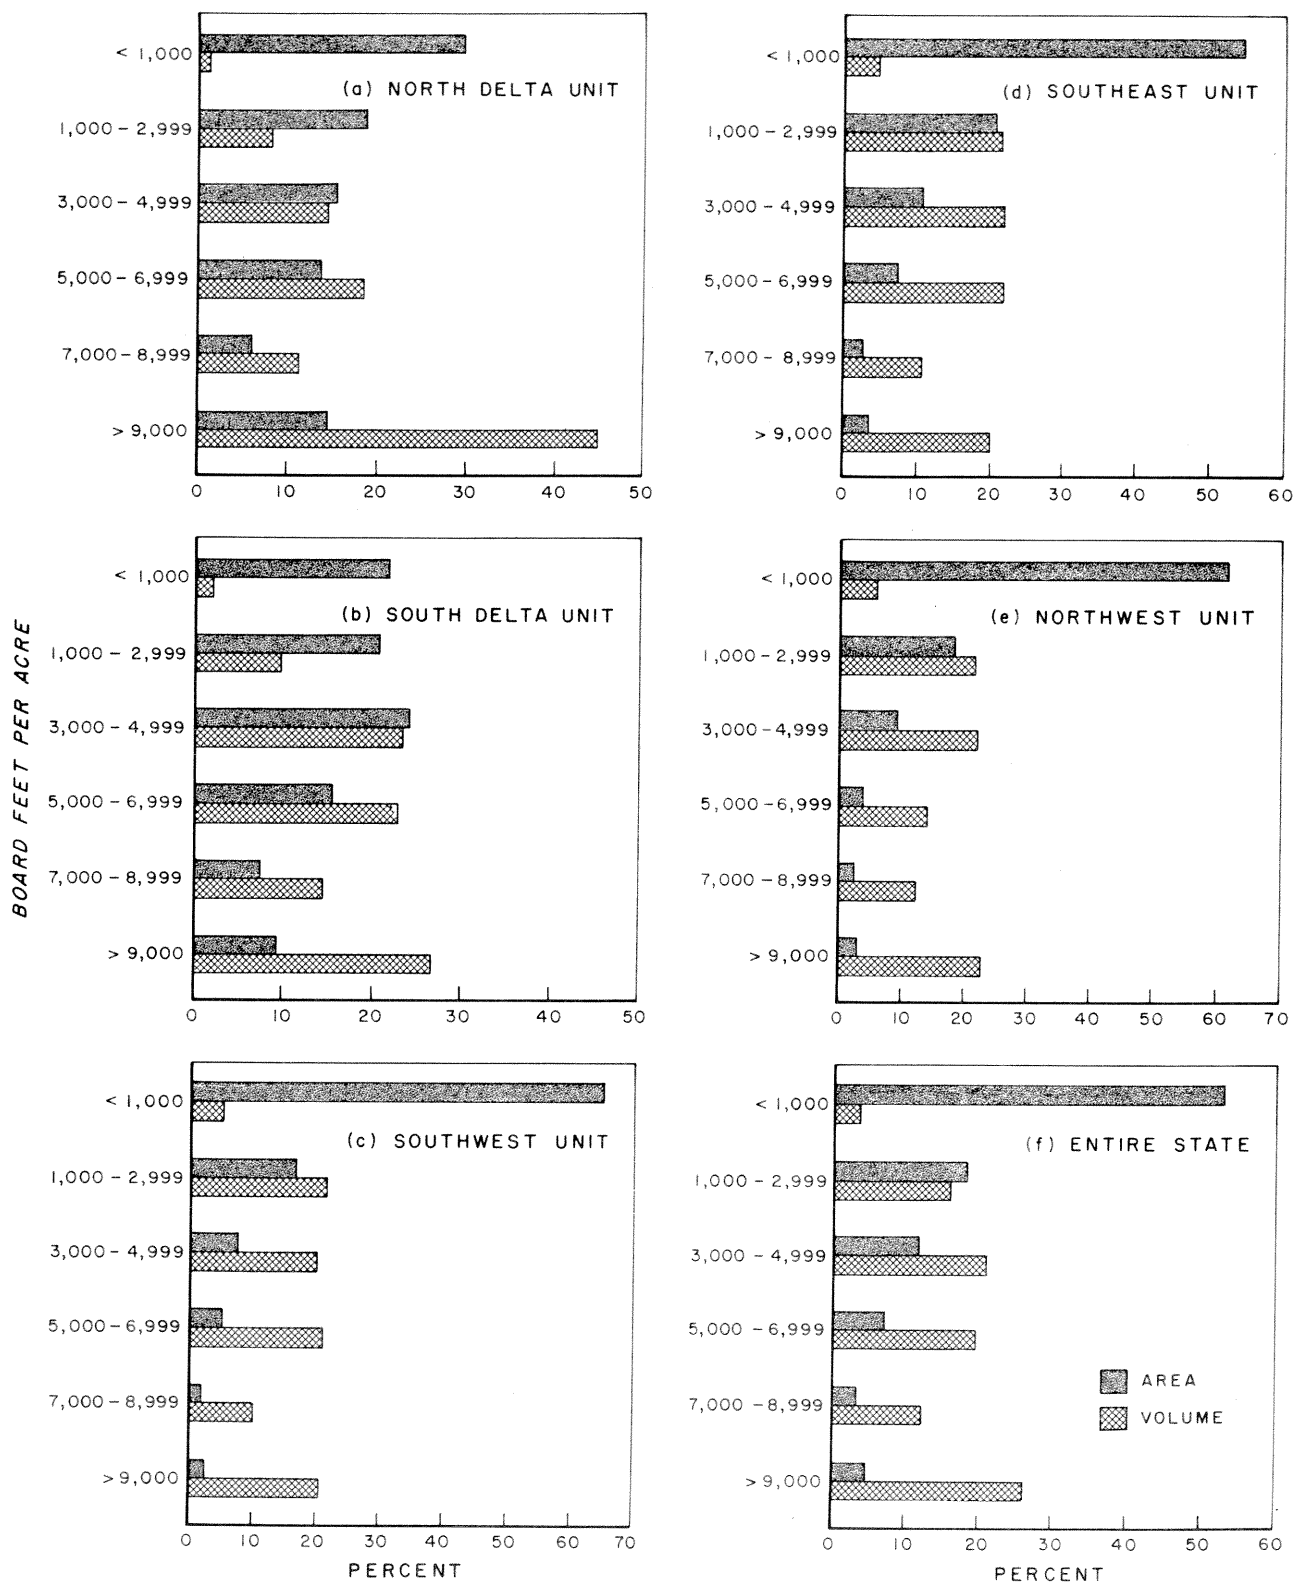 BOARD FEET PER ACRE
(a) NORTH DELTA UNIT
< 1,000
1,000 – 2,999
3,000 – 4,999
5,000 – 6,999
7,000 – 8,999
> 9,000
0 10 20 30 40 50
(b) SOUTH DELTA UNIT
< 1,000
1,000 – 2,999
3,000 – 4,999
5,000 – 6,999
7,000 – 8,999
> 9,000
0 10 20 30 40 50
(c) SOUTHWEST UNIT
< 1,000
1,000 – 2,999
3,000 – 4,999
5,000 – 6,999
7,000 – 8,999
> 9,000
0 10 20 30 40 50 60 70
PERCENT
(d) SOUTHEAST UNIT
< 1,000
1,000 – 2,999
3,000 – 4,999
5,000 – 6,999
7,000 – 8,999
> 9,000
0 10 20 30 40 50 60
(e) NORTHWEST UNIT
< 1,000
1,000 – 2,999
3,000 – 4,999
5,000 – 6,999
7,000 – 8,999
> 9,000
0 10 20 30 40 50 60 70
(f) ENTIRE STATE
< 1,000
1,000 – 2,999
3,000 – 4,999
5,000 – 6,999
7,000 – 8,999
> 9,000
AREA
VOLUME
0 10 20 30 40 50 60
PERCENT